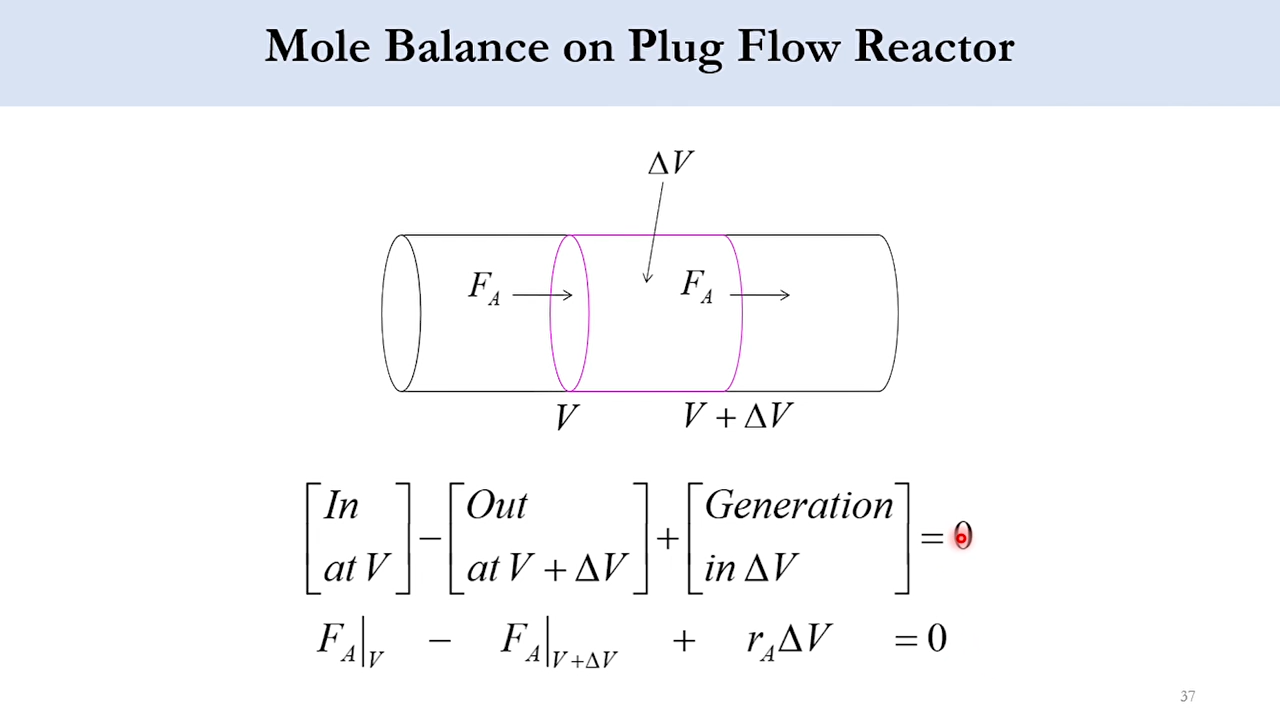 Mole Balance on Plug Flow Reactor
ΔV
F_A F_A
V V + ΔV
[In at V] − [Out at V + ΔV] + [Generation in ΔV] = 0
F_A|_V − F_A|_{V+ΔV} + r_A ΔV = 0
37